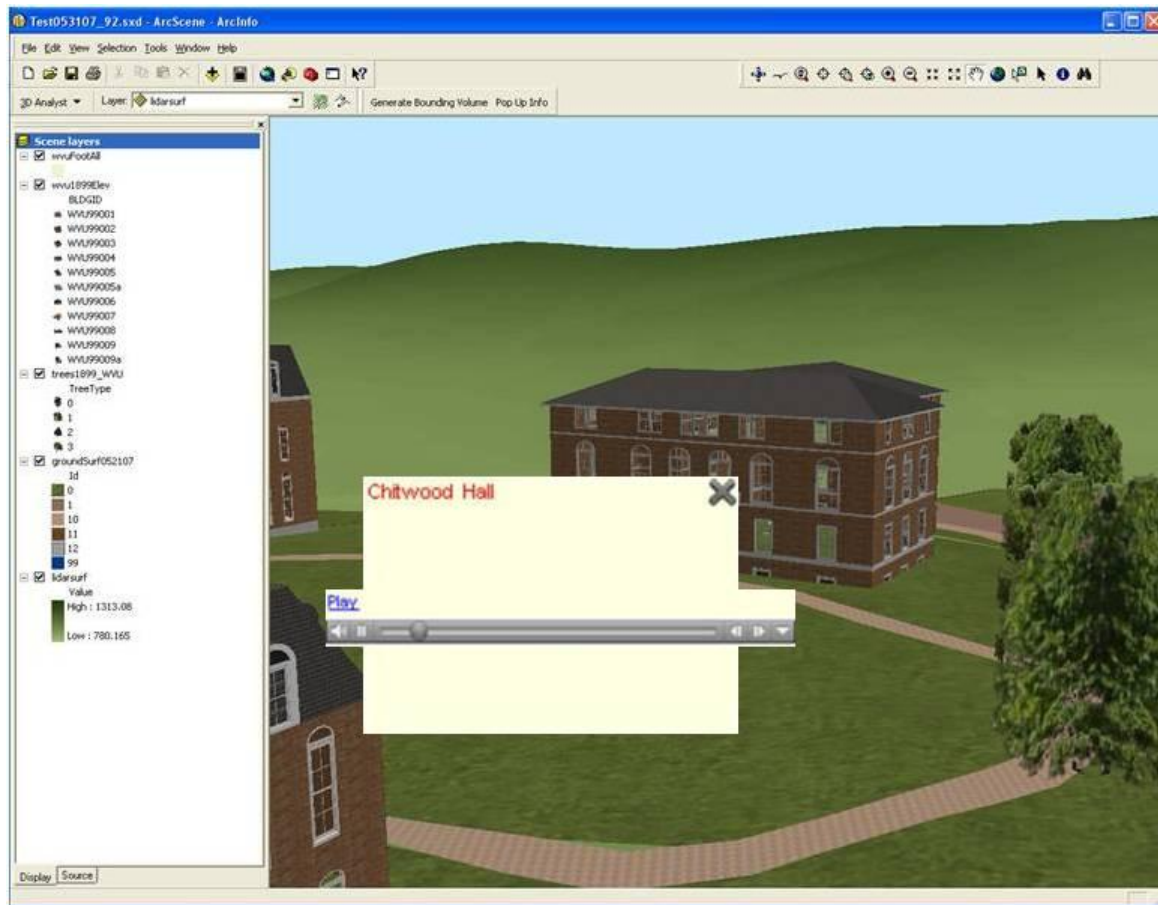 Test053107_92.sxd - ArcScene - ArcInfo
File Edit View Selection Tools Window Help
3D Analyst Layer: lidarsurf Generate Bounding Volume Pop Up Info
Scene layers
wvuFootAll
wvu1899Elev
BLDGID
WVU99001
WVU99002
WVU99003
WVU99004
WVU99005
WVU99005a
WVU99006
WVU99007
WVU99008
WVU99009
WVU99009a
trees1899_WVU
TreeType
0
1
2
3
groundSurf052107
Id
0
1
10
11
12
99
lidarsurf
Value
High : 1313.08
Low : 780.165
Display Source
Chitwood Hall
Play